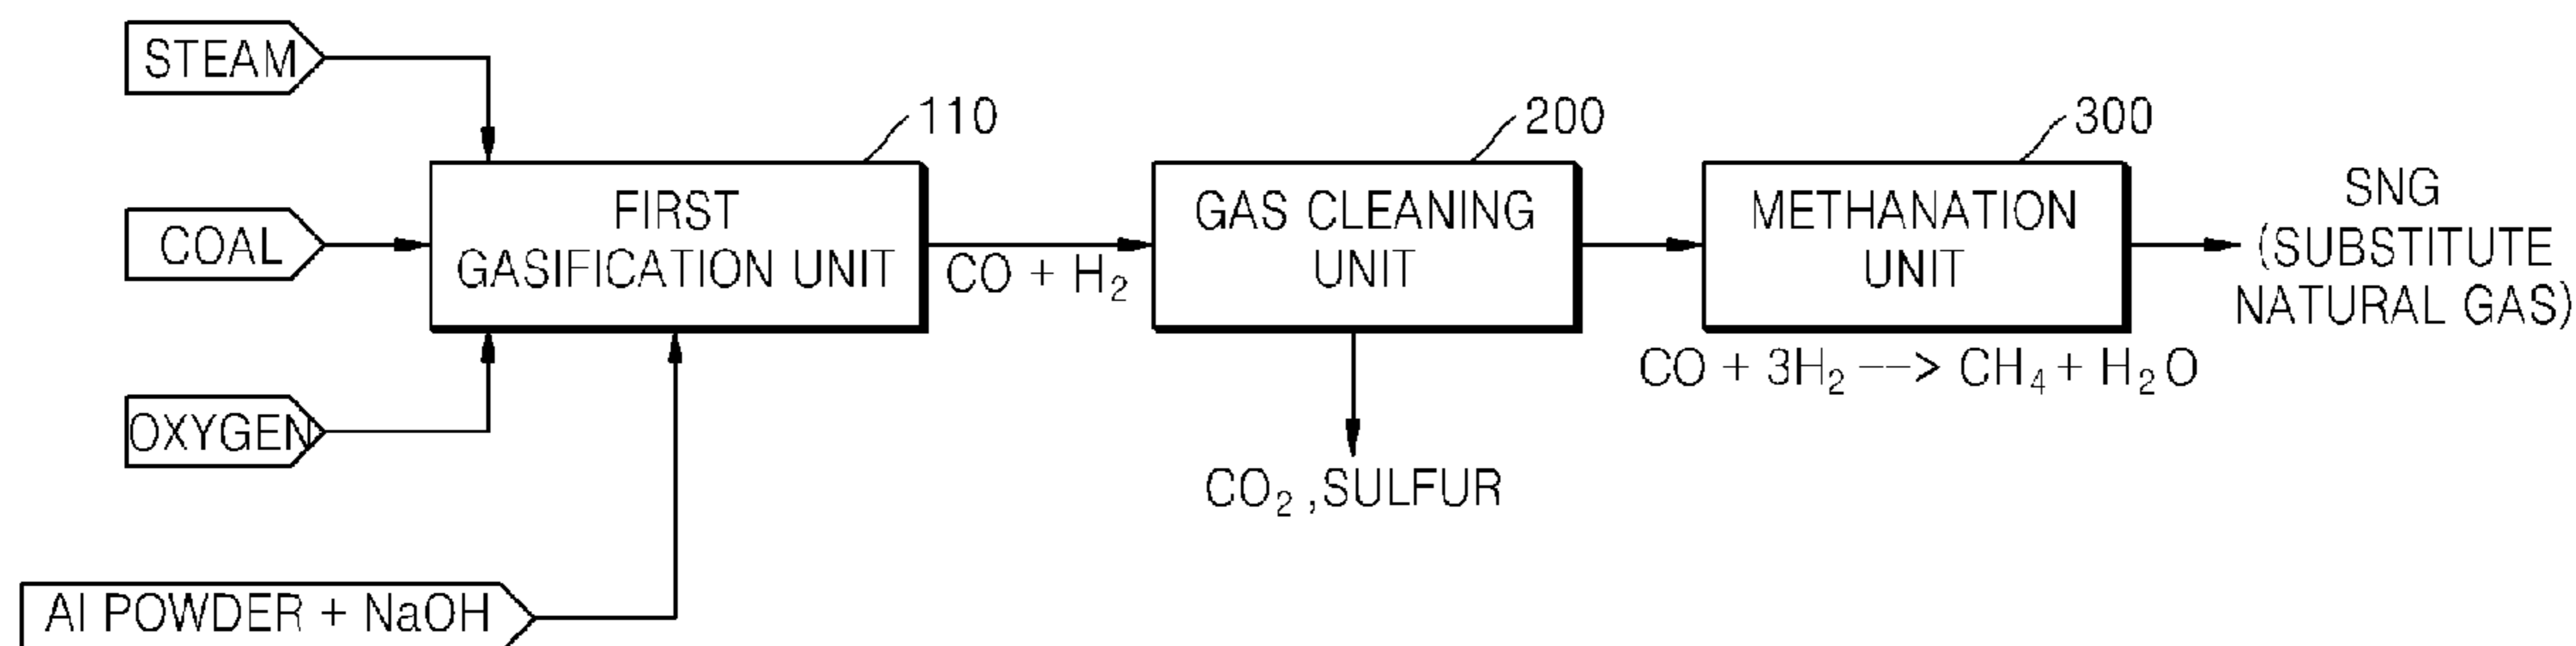 STEAM
110
200
300
FIRST
GASIFICATION UNIT
GAS CLEANING
UNIT
METHANATION
UNIT
SNG
(SUBSTITUTE
NATURAL GAS)
COAL
CO + H₂
CO + 3H₂ --> CH₄ + H₂O
OXYGEN
CO₂ ,SULFUR
Al POWDER + NaOH